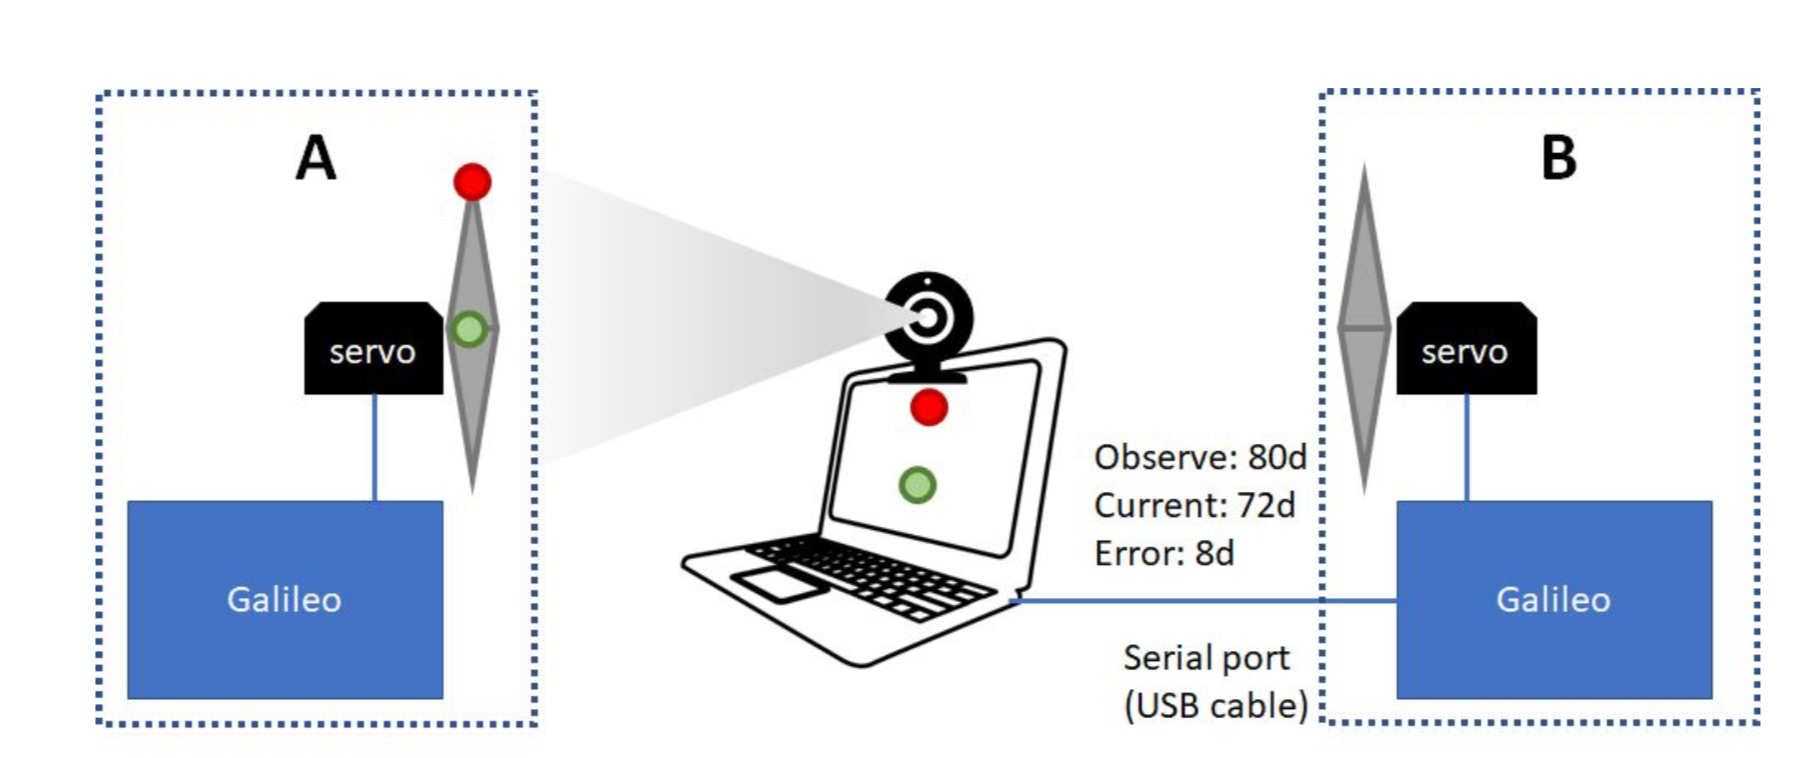 A
B
servo
servo
Observe: 80d
Current: 72d
Error: 8d
Galileo
Galileo
Serial port
(USB cable)